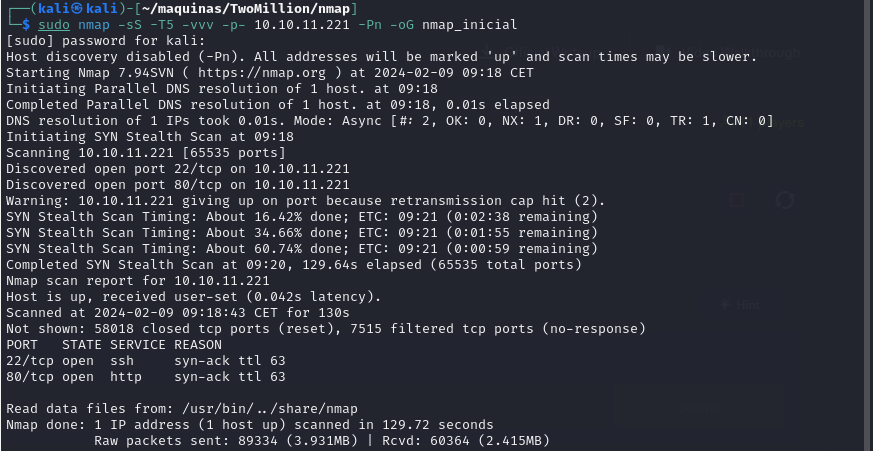 ┌──(kali㉿kali)-[~/maquinas/TwoMillion/nmap]
└─$ sudo nmap -sS -T5 -vvv -p- 10.10.11.221 -Pn -oG nmap_inicial
[sudo] password for kali:
Host discovery disabled (-Pn). All addresses will be marked 'up' and scan times may be slower.
Starting Nmap 7.94SVN ( https://nmap.org ) at 2024-02-09 09:18 CET
Initiating Parallel DNS resolution of 1 host. at 09:18
Completed Parallel DNS resolution of 1 host. at 09:18, 0.01s elapsed
DNS resolution of 1 IPs took 0.01s. Mode: Async [#: 2, OK: 0, NX: 1, DR: 0, SF: 0, TR: 1, CN: 0]
Initiating SYN Stealth Scan at 09:18
Scanning 10.10.11.221 [65535 ports]
Discovered open port 22/tcp on 10.10.11.221
Discovered open port 80/tcp on 10.10.11.221
Warning: 10.10.11.221 giving up on port because retransmission cap hit (2).
SYN Stealth Scan Timing: About 16.42% done; ETC: 09:21 (0:02:38 remaining)
SYN Stealth Scan Timing: About 34.66% done; ETC: 09:21 (0:01:55 remaining)
SYN Stealth Scan Timing: About 60.74% done; ETC: 09:21 (0:00:59 remaining)
Completed SYN Stealth Scan at 09:20, 129.64s elapsed (65535 total ports)
Nmap scan report for 10.10.11.221
Host is up, received user-set (0.042s latency).
Scanned at 2024-02-09 09:18:43 CET for 130s
Not shown: 58018 closed tcp ports (reset), 7515 filtered tcp ports (no-response)
PORT   STATE SERVICE REASON
22/tcp open  ssh     syn-ack ttl 63
80/tcp open  http    syn-ack ttl 63
Read data files from: /usr/bin/../share/nmap
Nmap done: 1 IP address (1 host up) scanned in 129.72 seconds
Raw packets sent: 89334 (3.931MB) | Rcvd: 60364 (2.415MB)